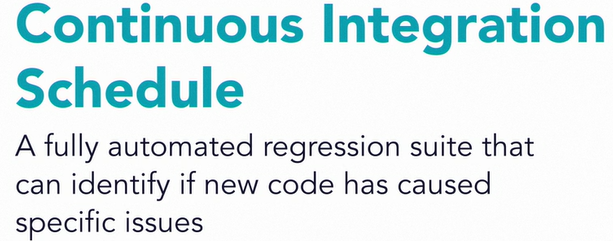 Continuous Integration
Schedule
A fully automated regression suite that
can identify if new code has caused
specific issues